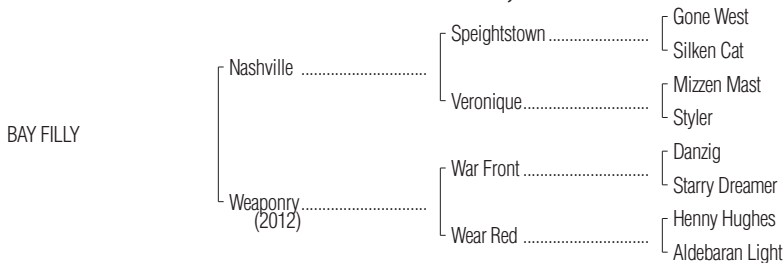 Gone West
Speightstown
Silken Cat
Nashville
Mizzen Mast
Veronique
Styler
BAY FILLY
Danzig
War Front
Starry Dreamer
Weaponry
(2012)
Henny Hughes
Wear Red
Aldebaran Light